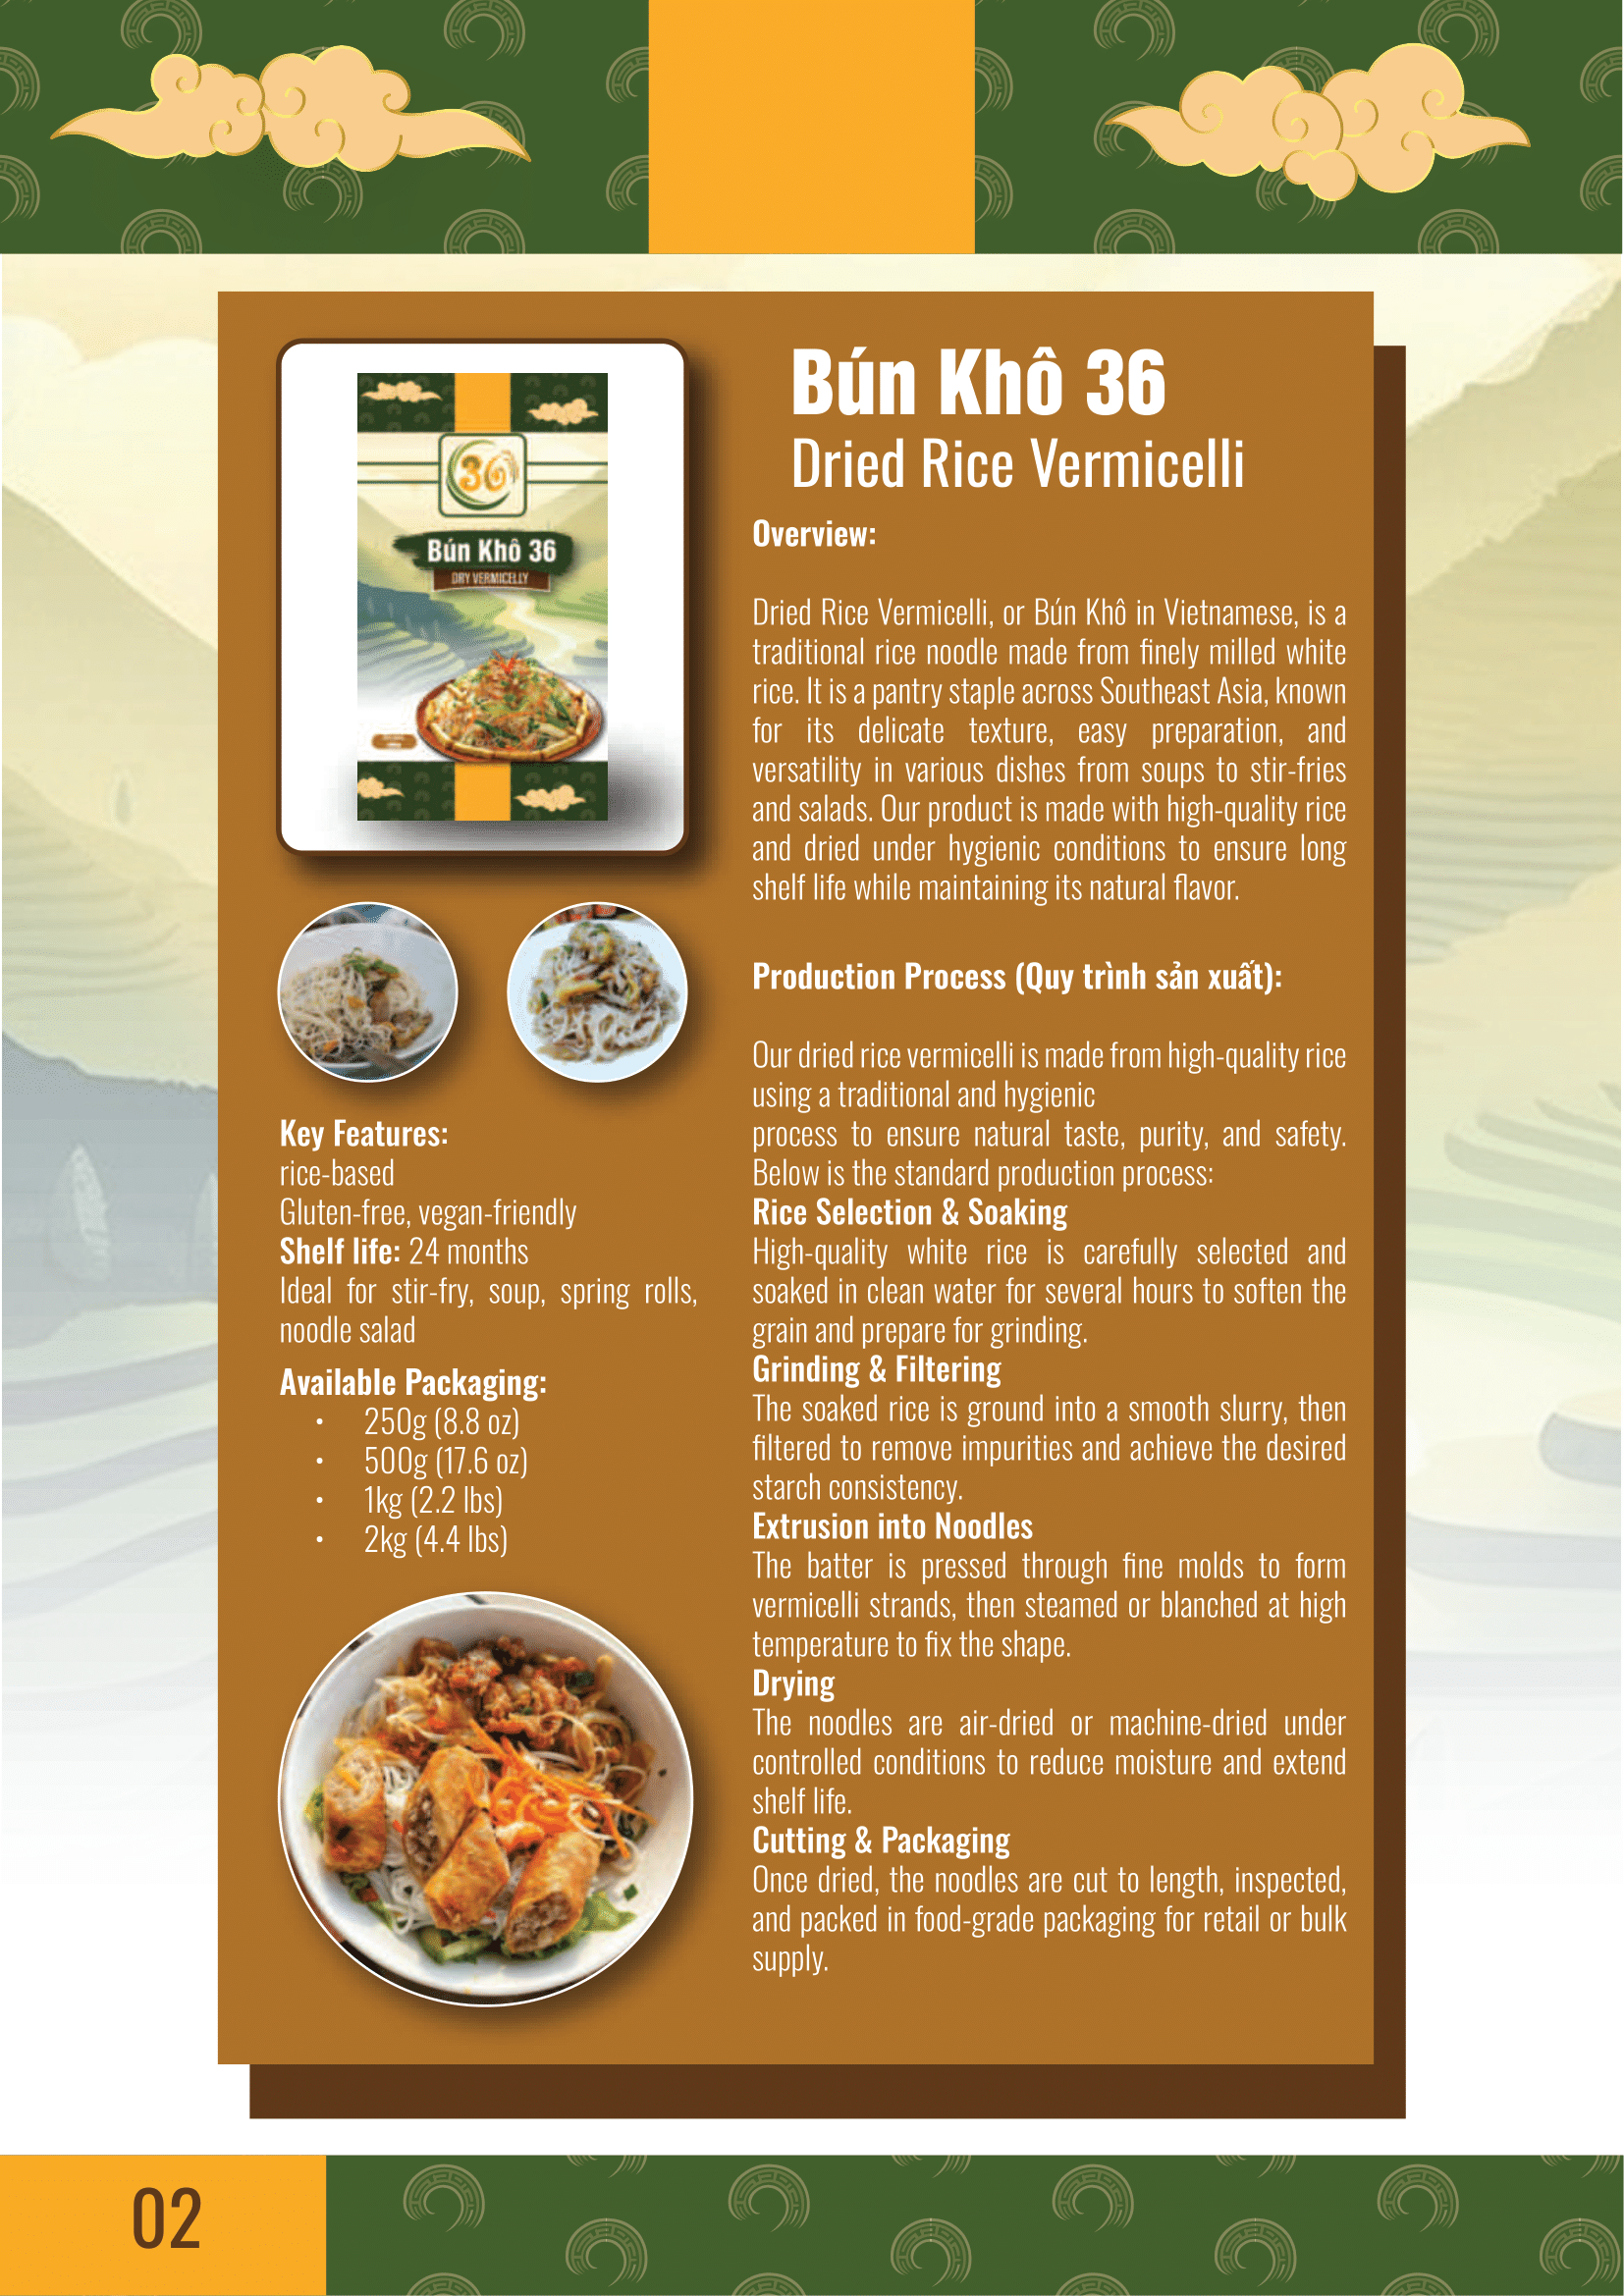 36
Bún Khô 36
DRY VERMICELLY
Key Features:
rice-based
Gluten-free, vegan-friendly
Shelf life: 24 months
Ideal for stir-fry, soup, spring rolls,
noodle salad
Available Packaging:
• 250g (8.8 oz)
• 500g (17.6 oz)
• 1kg (2.2 lbs)
• 2kg (4.4 lbs)
Bún Khô 36
Dried Rice Vermicelli
Overview:
Dried Rice Vermicelli, or Bún Khô in Vietnamese, is a
traditional rice noodle made from finely milled white
rice. It is a pantry staple across Southeast Asia, known
for its delicate texture, easy preparation, and
versatility in various dishes from soups to stir-fries
and salads. Our product is made with high-quality rice
and dried under hygienic conditions to ensure long
shelf life while maintaining its natural flavor.
Production Process (Quy trình sản xuất):
Our dried rice vermicelli is made from high-quality rice
using a traditional and hygienic
process to ensure natural taste, purity, and safety.
Below is the standard production process:
Rice Selection & Soaking
High-quality white rice is carefully selected and
soaked in clean water for several hours to soften the
grain and prepare for grinding.
Grinding & Filtering
The soaked rice is ground into a smooth slurry, then
filtered to remove impurities and achieve the desired
starch consistency.
Extrusion into Noodles
The batter is pressed through fine molds to form
vermicelli strands, then steamed or blanched at high
temperature to fix the shape.
Drying
The noodles are air-dried or machine-dried under
controlled conditions to reduce moisture and extend
shelf life.
Cutting & Packaging
Once dried, the noodles are cut to length, inspected,
and packed in food-grade packaging for retail or bulk
supply.
02